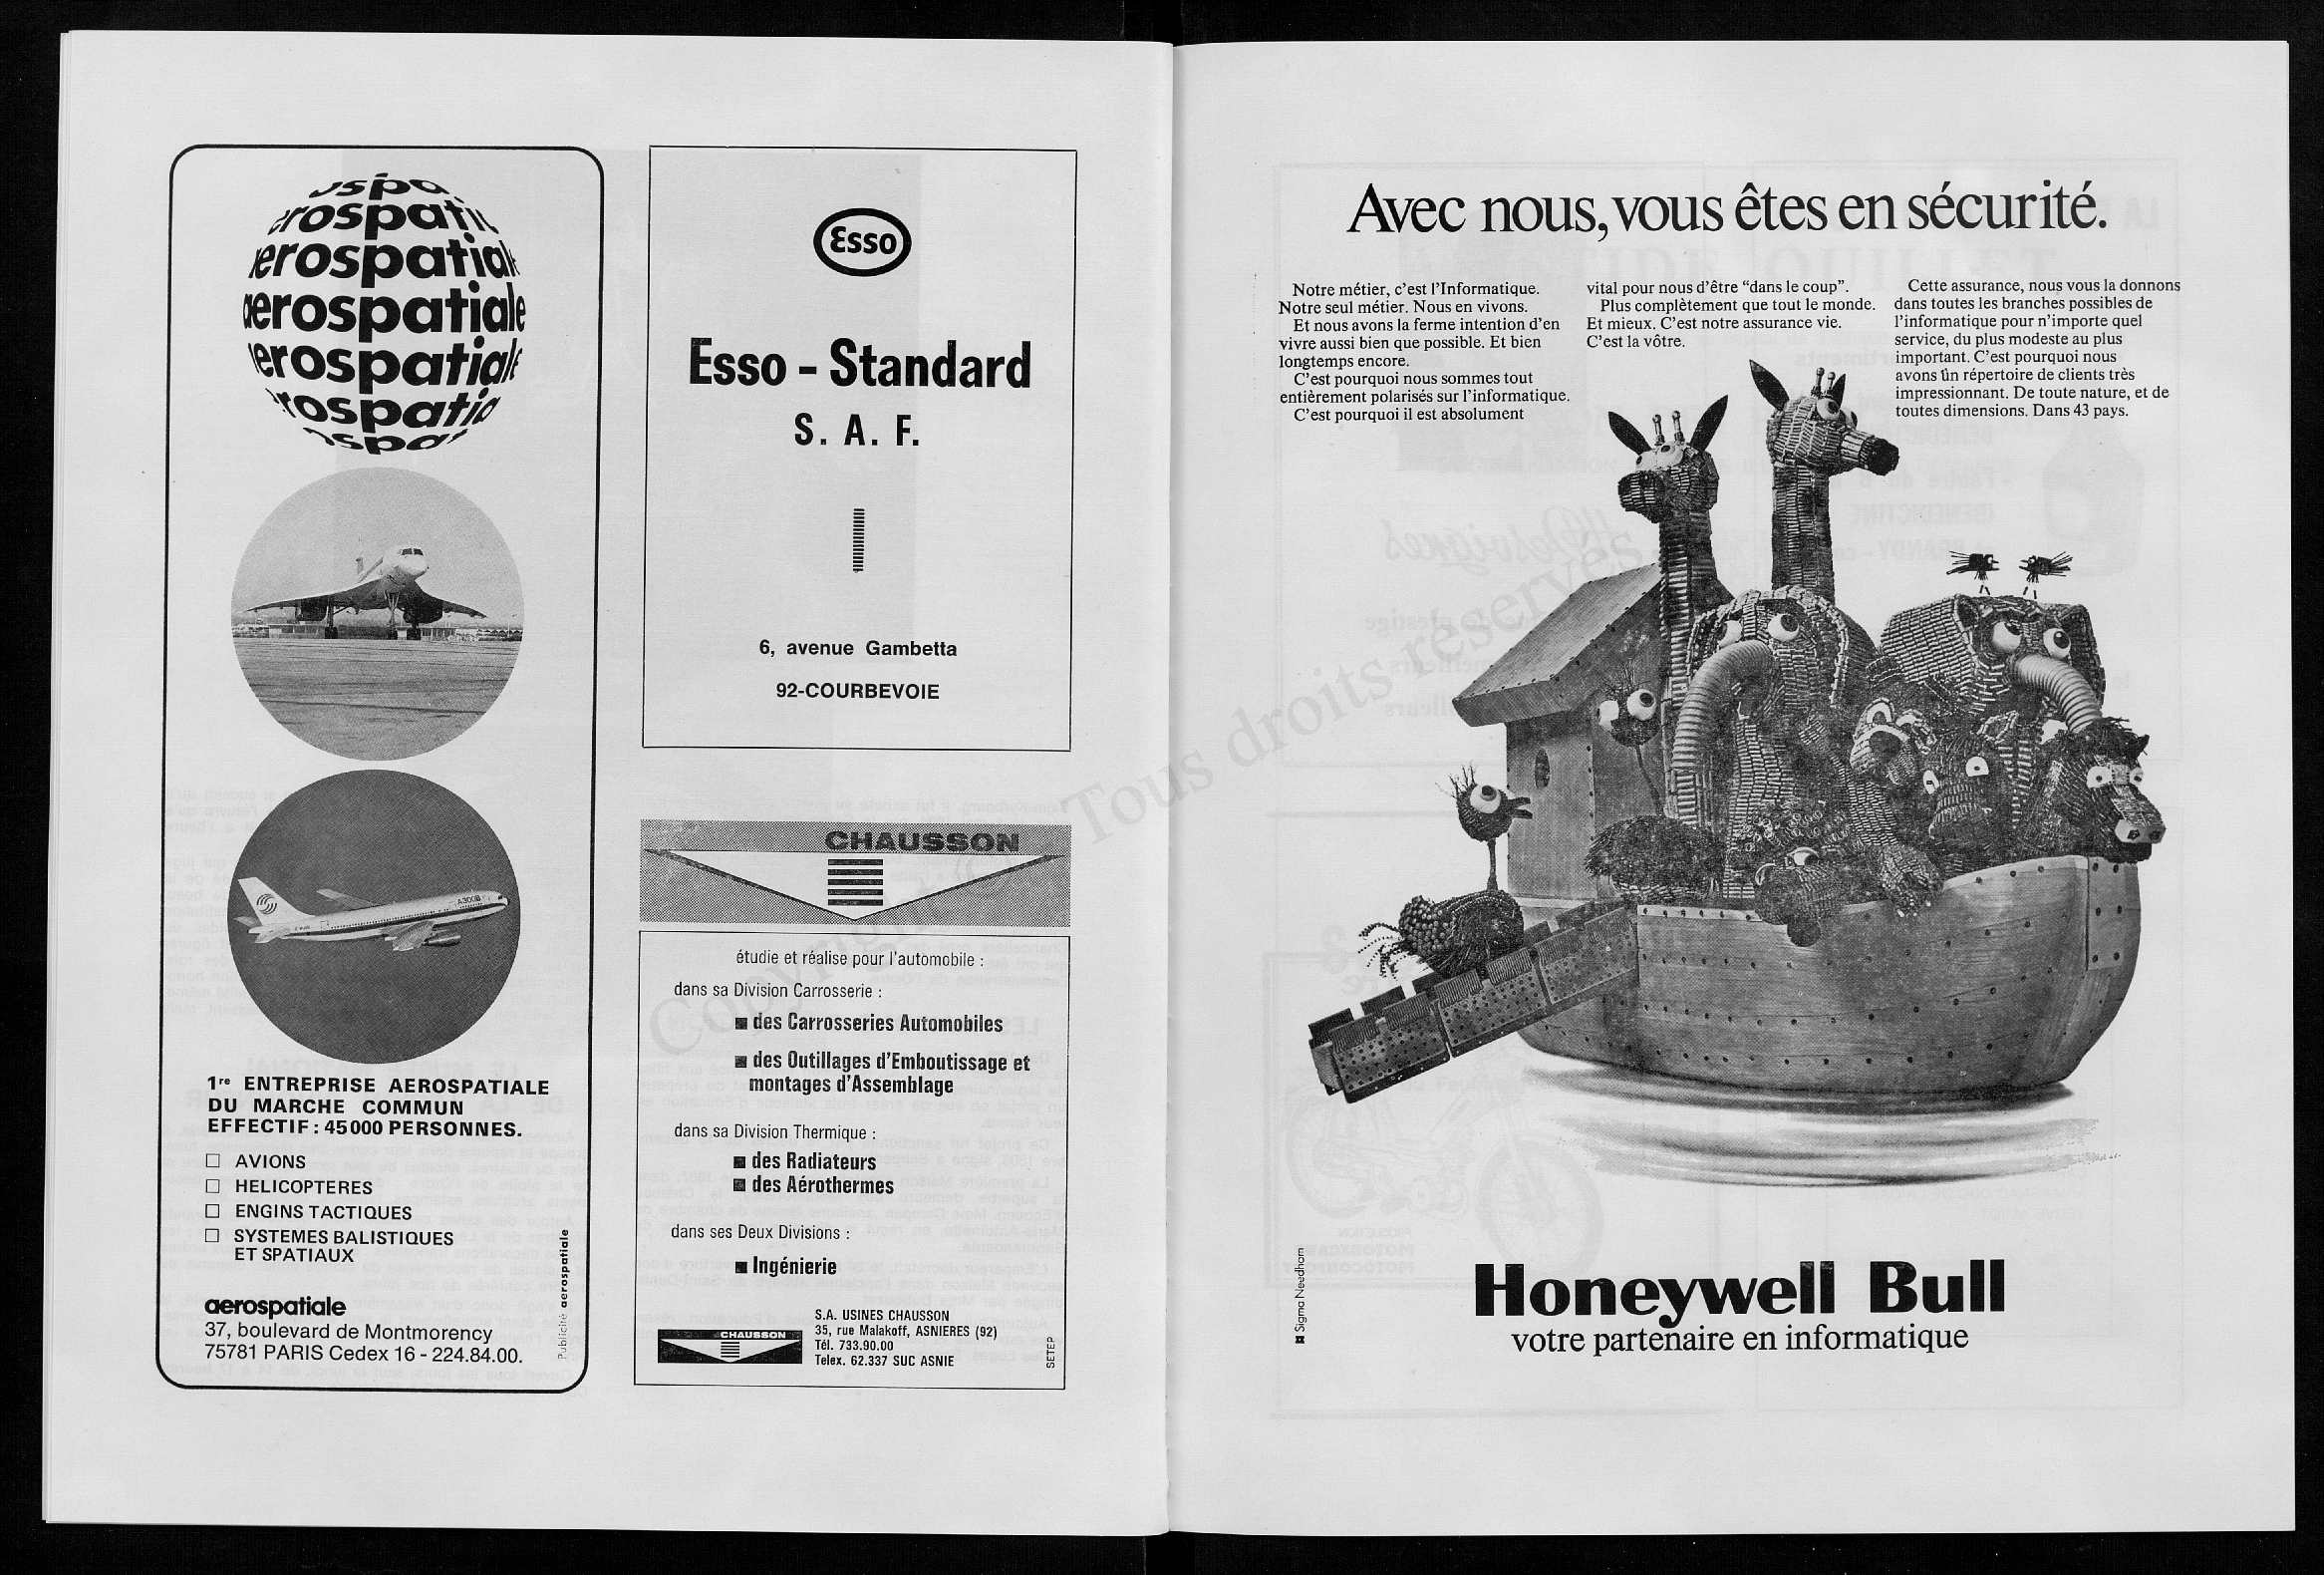 uspa
erospatia
erospatiale
aerospatiale
erospatiale
rospatia
ospat
A300B
1re ENTREPRISE AEROSPATIALE
DU MARCHE COMMUN
EFFECTIF : 45000 PERSONNES.
☐ AVIONS
☐ HELICOPTERES
☐ ENGINS TACTIQUES
☐ SYSTEMES BALISTIQUES
ET SPATIAUX
aerospatiale
37, boulevard de Montmorency
75781 PARIS Cedex 16 - 224.84.00.
Publicité aerospatiale
Esso
Esso - Standard
S. A. F.
6, avenue Gambetta
92-COURBEVOIE
CHAUSSON
étudie et réalise pour l'automobile :
dans sa Division Carrosserie :
■ des Carrosseries Automobiles
■ des Outillages d'Emboutissage et
montages d'Assemblage
dans sa Division Thermique :
■ des Radiateurs
■ des Aérothermes
dans ses Deux Divisions :
■ Ingénierie
CHAUSSON
S.A. USINES CHAUSSON
35, rue Malakoff, ASNIERES (92)
Tél. 733.90.00
Telex. 62.337 SUC ASNIE
SETEP
Copyright © Tous droits réservés.
Avec nous, vous êtes en sécurité.
Notre métier, c'est l'Informatique.
Notre seul métier. Nous en vivons.
Et nous avons la ferme intention d'en
vivre aussi bien que possible. Et bien
longtemps encore.
C'est pourquoi nous sommes tout
entièrement polarisés sur l'informatique.
C'est pourquoi il est absolument
vital pour nous d'être “dans le coup”.
Plus complètement que tout le monde.
Et mieux. C'est notre assurance vie.
C'est la vôtre.
Cette assurance, nous vous la donnons
dans toutes les branches possibles de
l'informatique pour n'importe quel
service, du plus modeste au plus
important. C'est pourquoi nous
avons un répertoire de clients très
impressionnant. De toute nature, et de
toutes dimensions. Dans 43 pays.
Sigma Needham
Honeywell Bull
votre partenaire en informatique